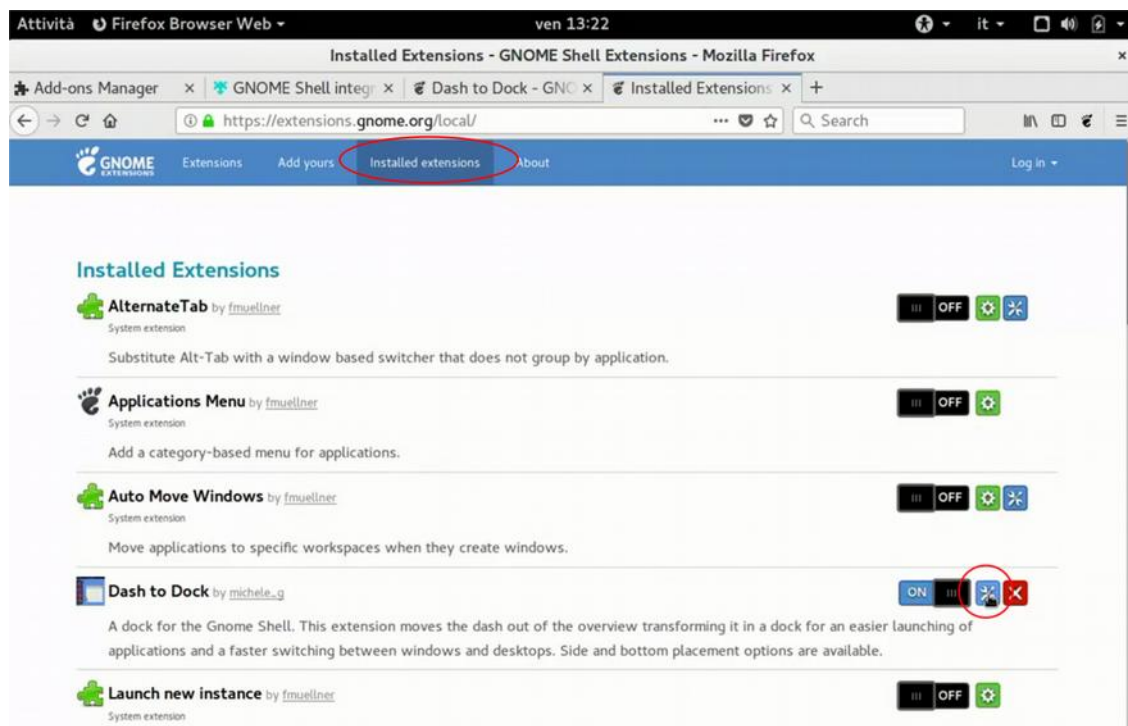 Attività Firefox Browser Web ven 13:22 it
Installed Extensions - GNOME Shell Extensions - Mozilla Firefox ×
Add-ons Manager × GNOME Shell integr × Dash to Dock - GNO × Installed Extensions × +
https://extensions.gnome.org/local/ ... Search
GNOME EXTENSIONS Extensions Add yours Installed extensions About Log in
Installed Extensions
AlternateTab by fmuellner OFF
System extension
Substitute Alt-Tab with a window based switcher that does not group by application.
Applications Menu by fmuellner OFF
System extension
Add a category-based menu for applications.
Auto Move Windows by fmuellner OFF
System extension
Move applications to specific workspaces when they create windows.
Dash to Dock by michele_g ON
A dock for the Gnome Shell. This extension moves the dash out of the overview transforming it in a dock for an easier launching of
applications and a faster switching between windows and desktops. Side and bottom placement options are available.
Launch new instance by fmuellner OFF
System extension